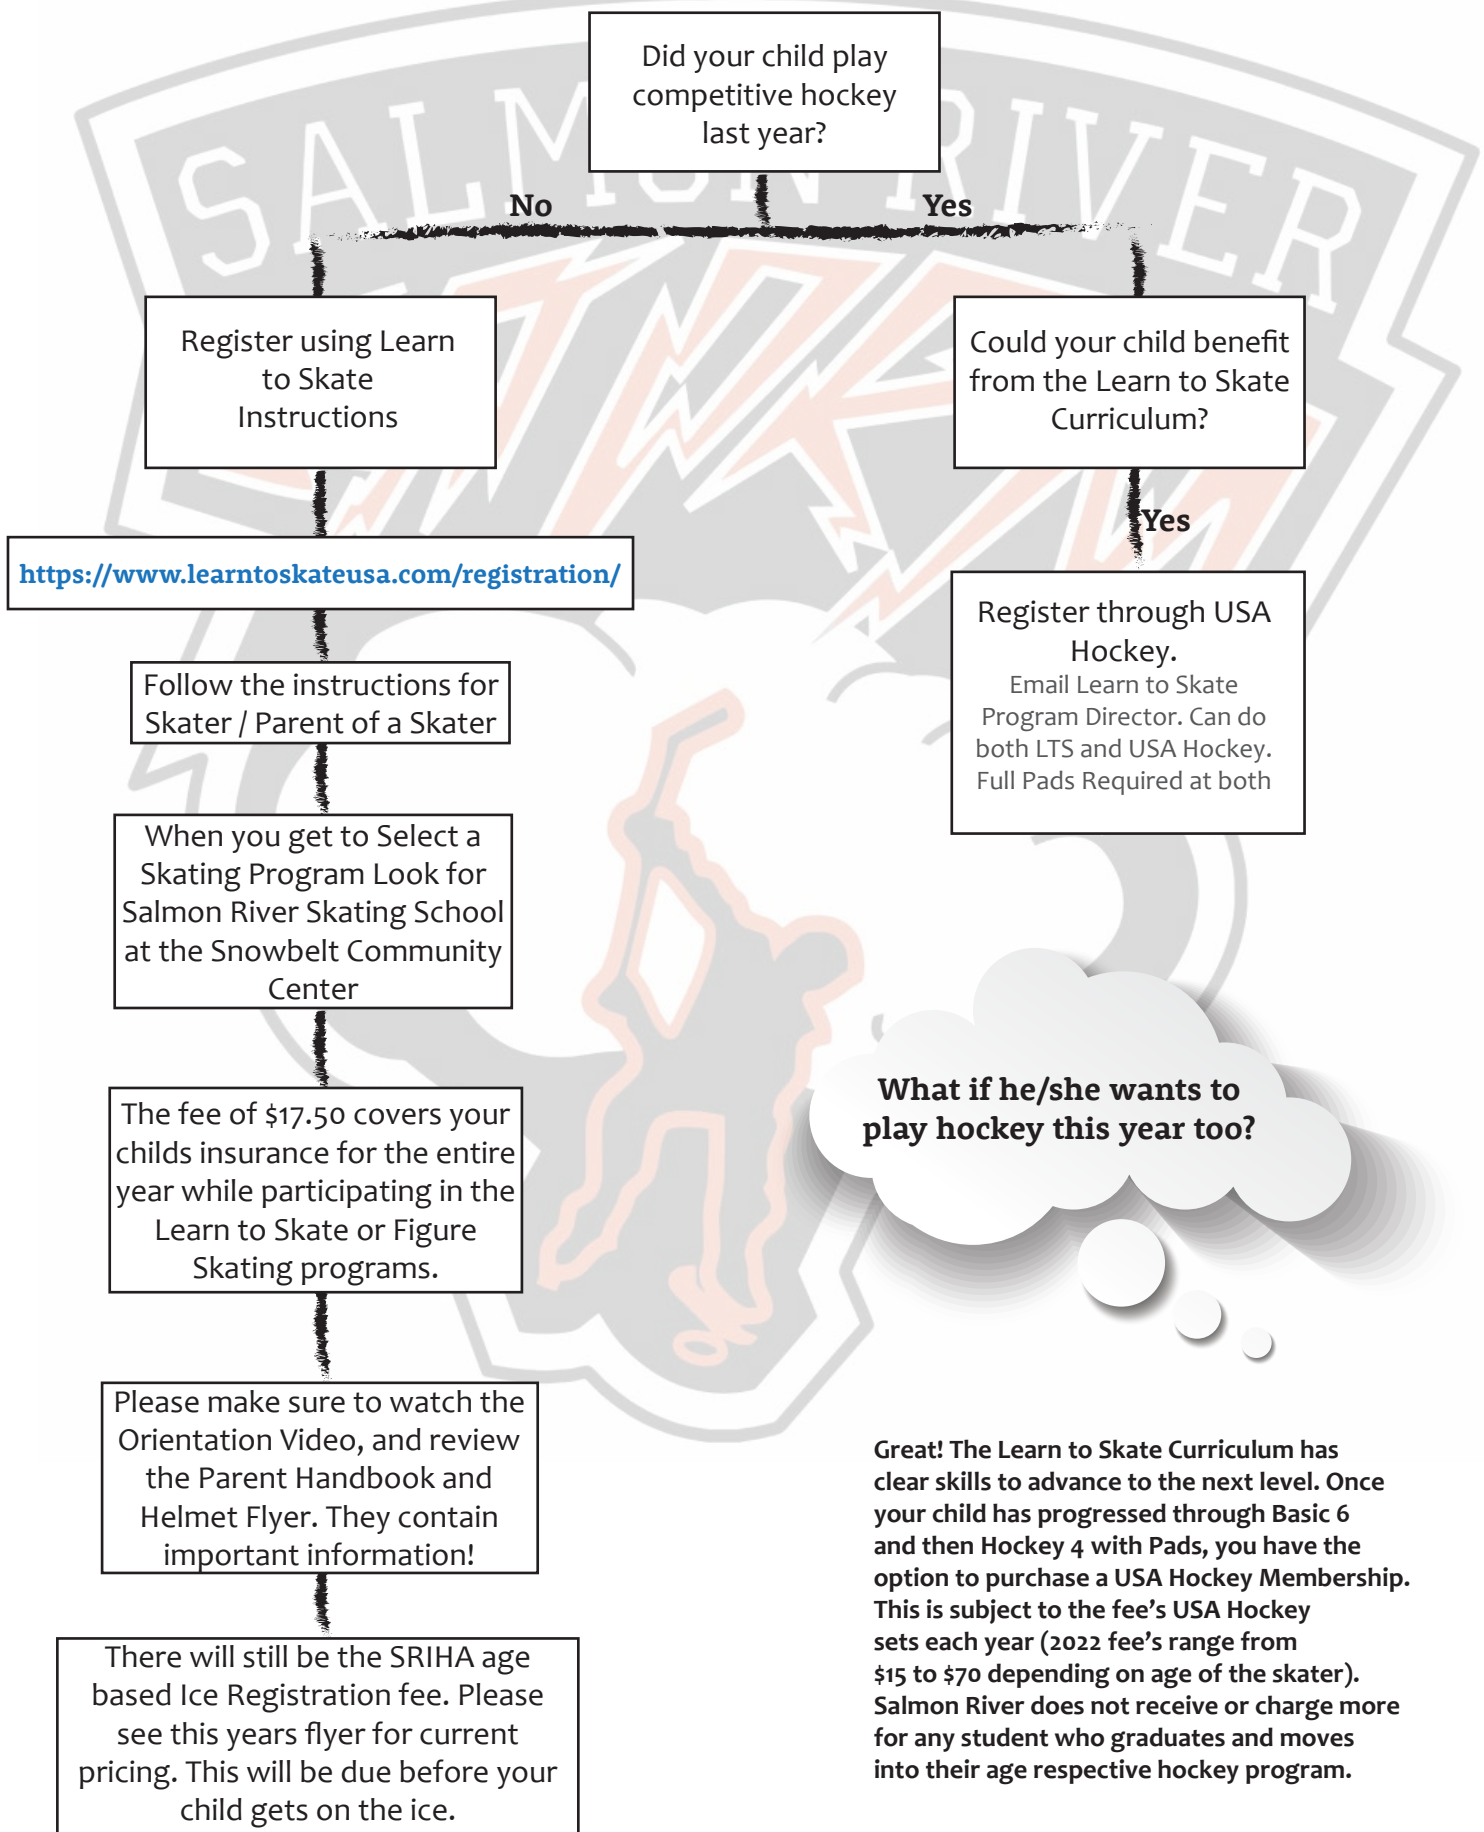 SALMON RIVER
STORM
Did your child play
competitive hockey
last year?
No
Yes
Register using Learn
to Skate
Instructions
https://www.learntoskateusa.com/registration/
Follow the instructions for
Skater / Parent of a Skater
When you get to Select a
Skating Program Look for
Salmon River Skating School
at the Snowbelt Community
Center
The fee of $17.50 covers your
childs insurance for the entire
year while participating in the
Learn to Skate or Figure
Skating programs.
Please make sure to watch the
Orientation Video, and review
the Parent Handbook and
Helmet Flyer. They contain
important information!
There will still be the SRIHA age
based Ice Registration fee. Please
see this years flyer for current
pricing. This will be due before your
child gets on the ice.
Could your child benefit
from the Learn to Skate
Curriculum?
Yes
Register through USA
Hockey.
Email Learn to Skate
Program Director. Can do
both LTS and USA Hockey.
Full Pads Required at both
What if he/she wants to
play hockey this year too?
Great! The Learn to Skate Curriculum has
clear skills to advance to the next level. Once
your child has progressed through Basic 6
and then Hockey 4 with Pads, you have the
option to purchase a USA Hockey Membership.
This is subject to the fee's USA Hockey
sets each year (2022 fee's range from
$15 to $70 depending on age of the skater).
Salmon River does not receive or charge more
for any student who graduates and moves
into their age respective hockey program.